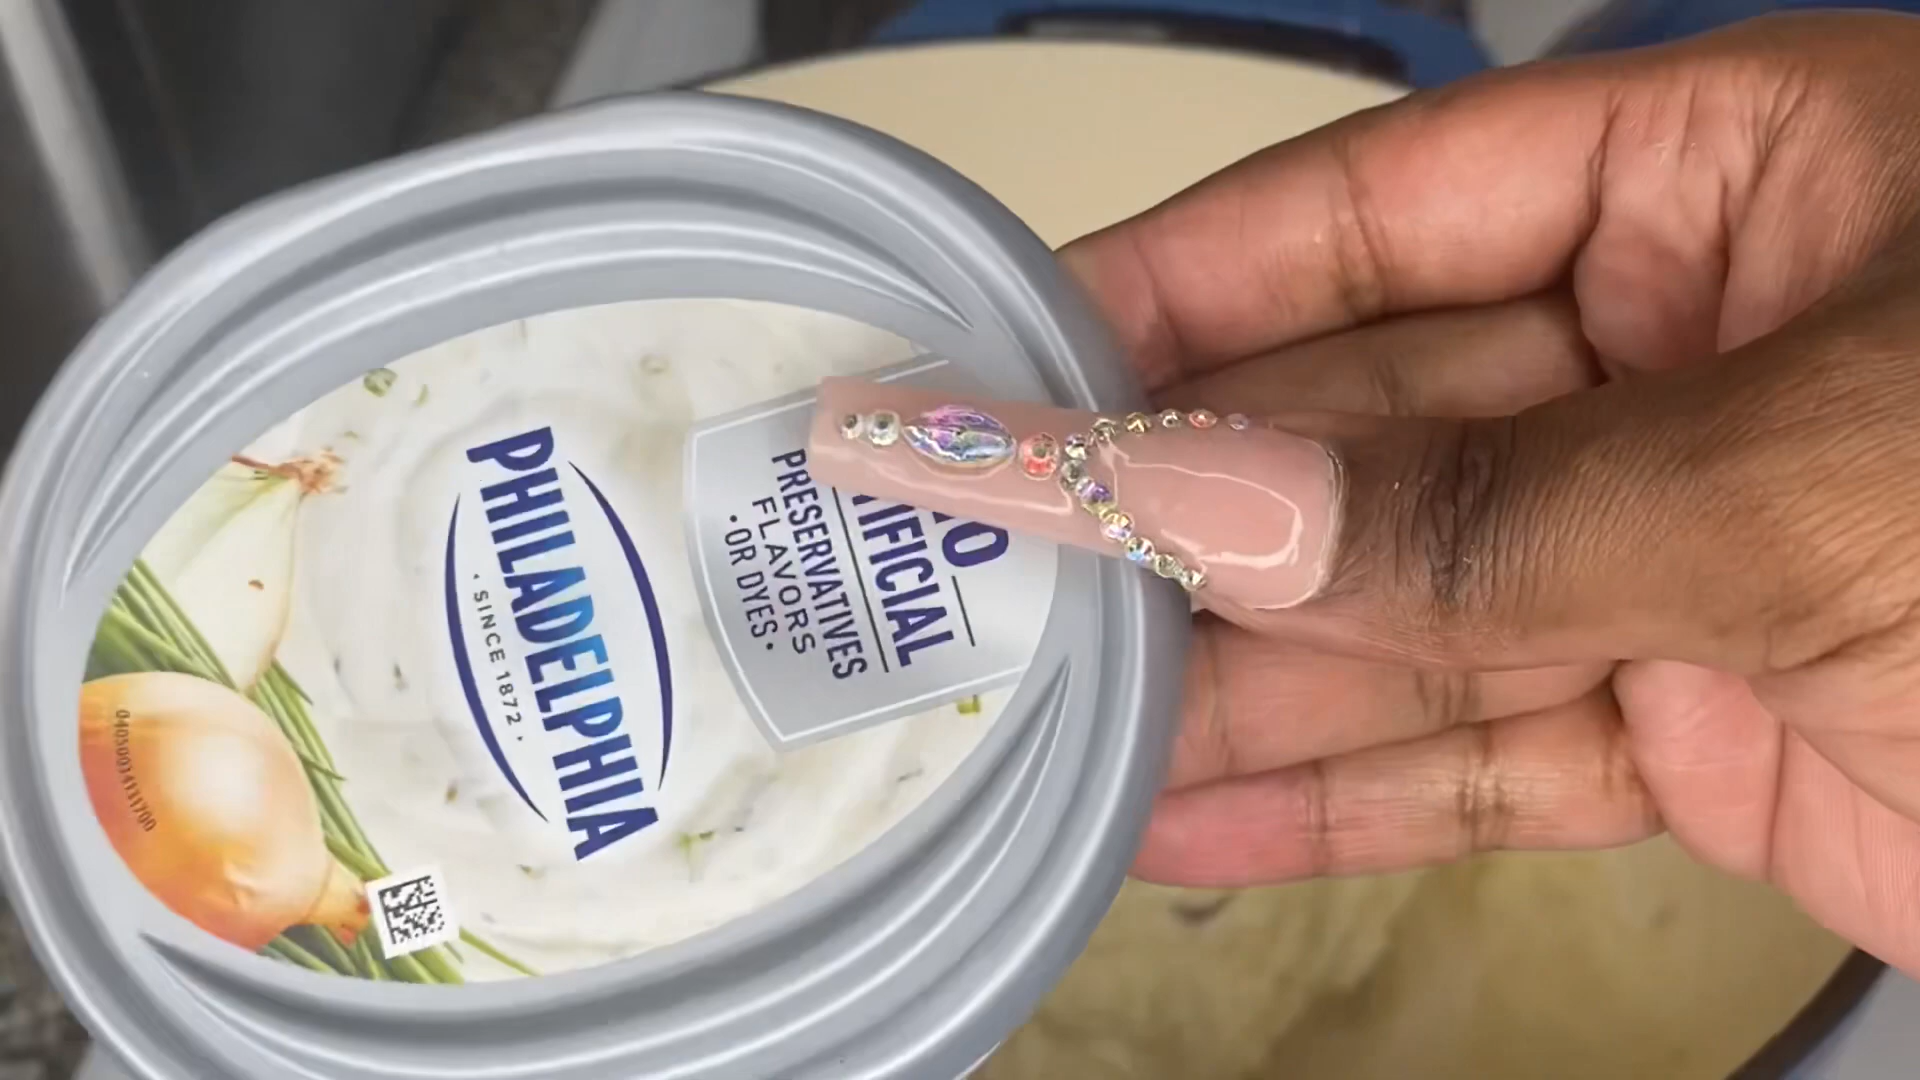 PHILADELPHIA
· SINCE 1872 ·
IFICIAL
PRESERVATIVES
FLAVORS
· OR DYES ·